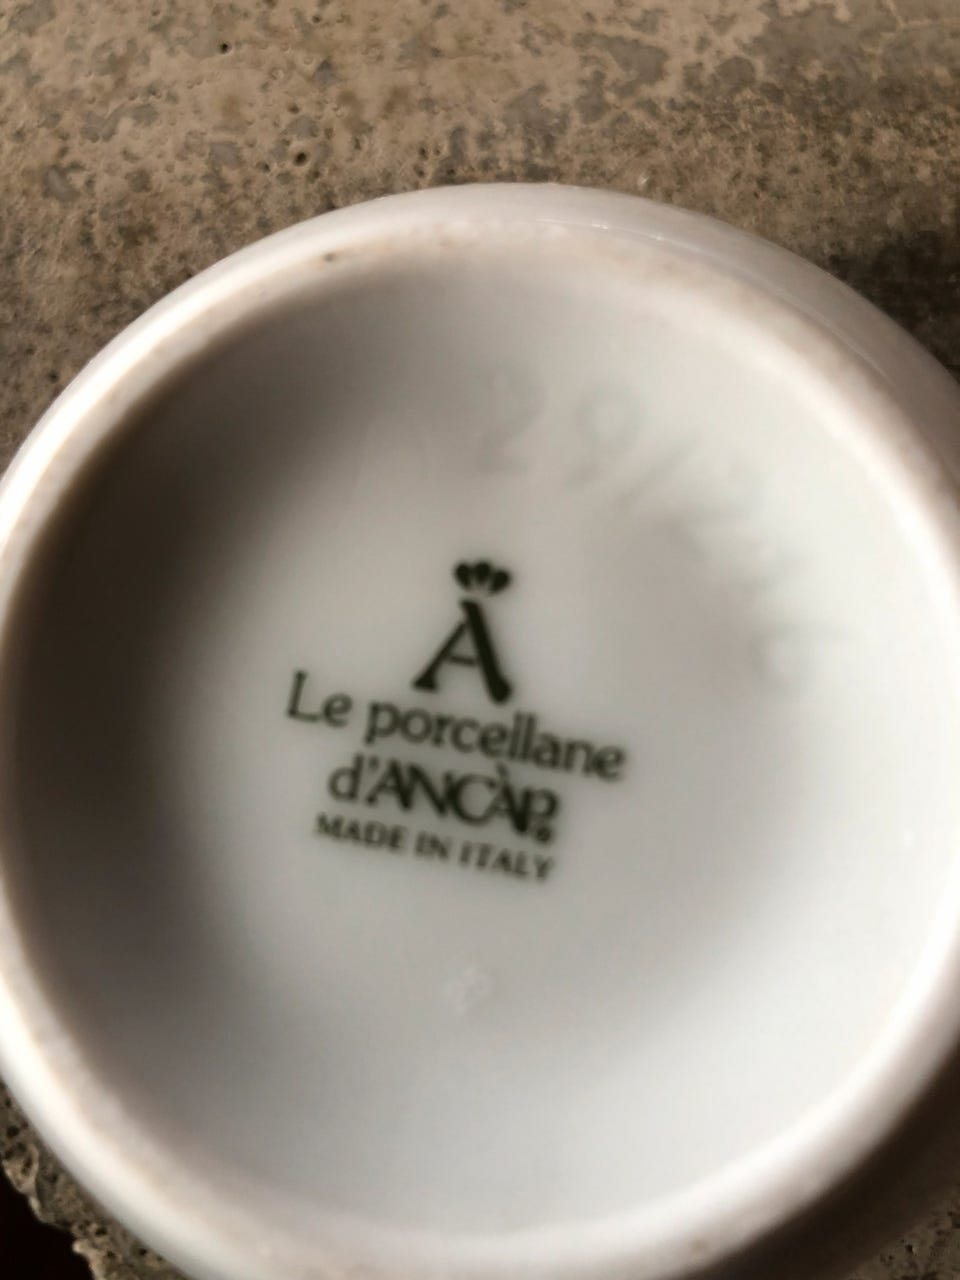 A
Le porcellane
d'ANCÀP®
MADE IN ITALY